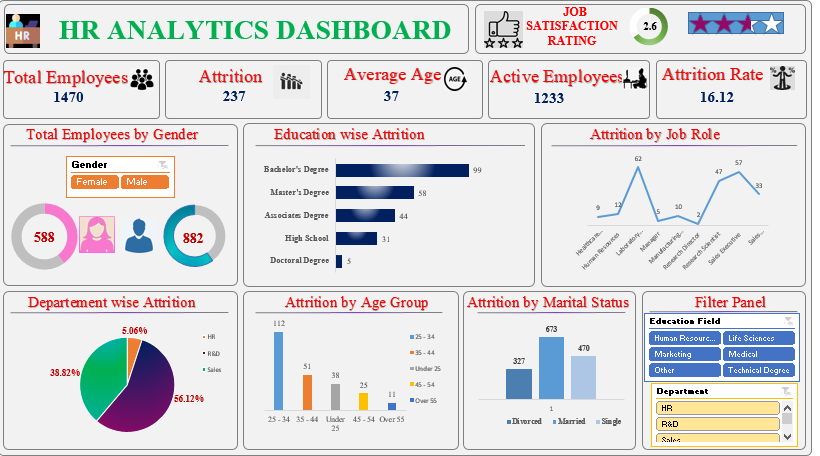 HR
HR ANALYTICS DASHBOARD
JOB
SATISFACTION
RATING
2.6
Total Employees
1470
Attrition
237
Average Age
AGE
37
Active Employees
1233
Attrition Rate
16.12
Total Employees by Gender
Gender
Female
Male
588
882
Education wise Attrition
Bachelor's Degree
99
Master's Degree
58
Associates Degree
44
High School
31
Doctoral Degree
5
Attrition by Job Role
9
12
62
5
10
2
47
57
33
Healthcare...
Human Resources
Laboratory...
Manager
Manufacturing...
Research Director
Research Scientist
Sales Executive
Sales...
Departement wise Attrition
5.06%
38.82%
56.12%
HR
R&D
Sales
Attrition by Age Group
112
51
38
25
11
25 - 34
35 - 44
Under
25
45 - 54
Over 55
25 - 34
35 - 44
Under 25
45 - 54
Over 55
Attrition by Marital Status
327
673
470
1
Divorced
Married
Single
Filter Panel
Education Field
Human Resourc...
Life Sciences
Marketing
Medical
Other
Technical Degree
Department
HR
R&D
Sales